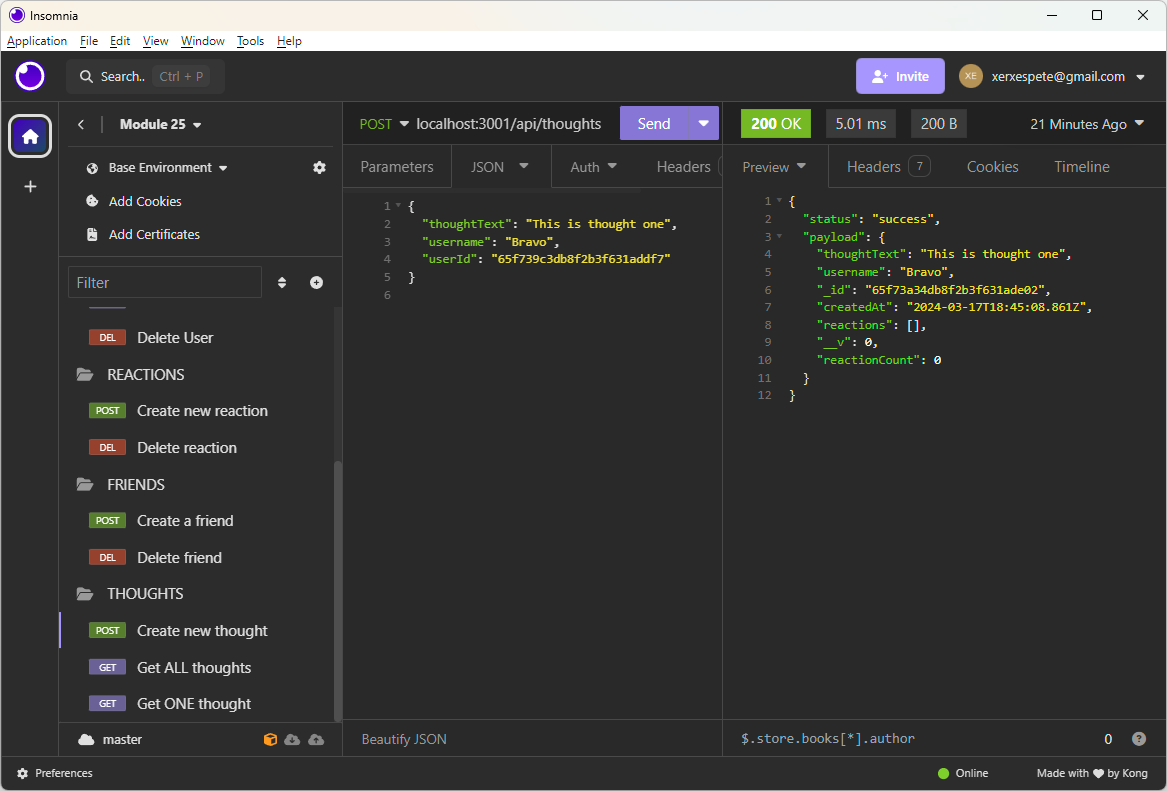 Insomnia
Application File Edit View Window Tools Help
Search.. Ctrl + P
Invite
XE xerxespete@gmail.com
Module 25
Base Environment
Add Cookies
Add Certificates
Filter
DEL Delete User
REACTIONS
POST Create new reaction
DEL Delete reaction
FRIENDS
POST Create a friend
DEL Delete friend
THOUGHTS
POST Create new thought
GET Get ALL thoughts
GET Get ONE thought
master
POST localhost:3001/api/thoughts Send
Parameters JSON Auth Headers
1 {
2 "thoughtText": "This is thought one",
3 "username": "Bravo",
4 "userId": "65f739c3db8f2b3f631addf7"
5 }
6
Beautify JSON
200 OK 5.01 ms 200 B 21 Minutes Ago
Preview Headers 7 Cookies Timeline
1 {
2 "status": "success",
3 "payload": {
4 "thoughtText": "This is thought one",
5 "username": "Bravo",
6 "_id": "65f73a34db8f2b3f631ade02",
7 "createdAt": "2024-03-17T18:45:08.861Z",
8 "reactions": [],
9 "__v": 0,
10 "reactionCount": 0
11 }
12 }
$.store.books[*].author 0 ?
Preferences
Online Made with ❤ by Kong